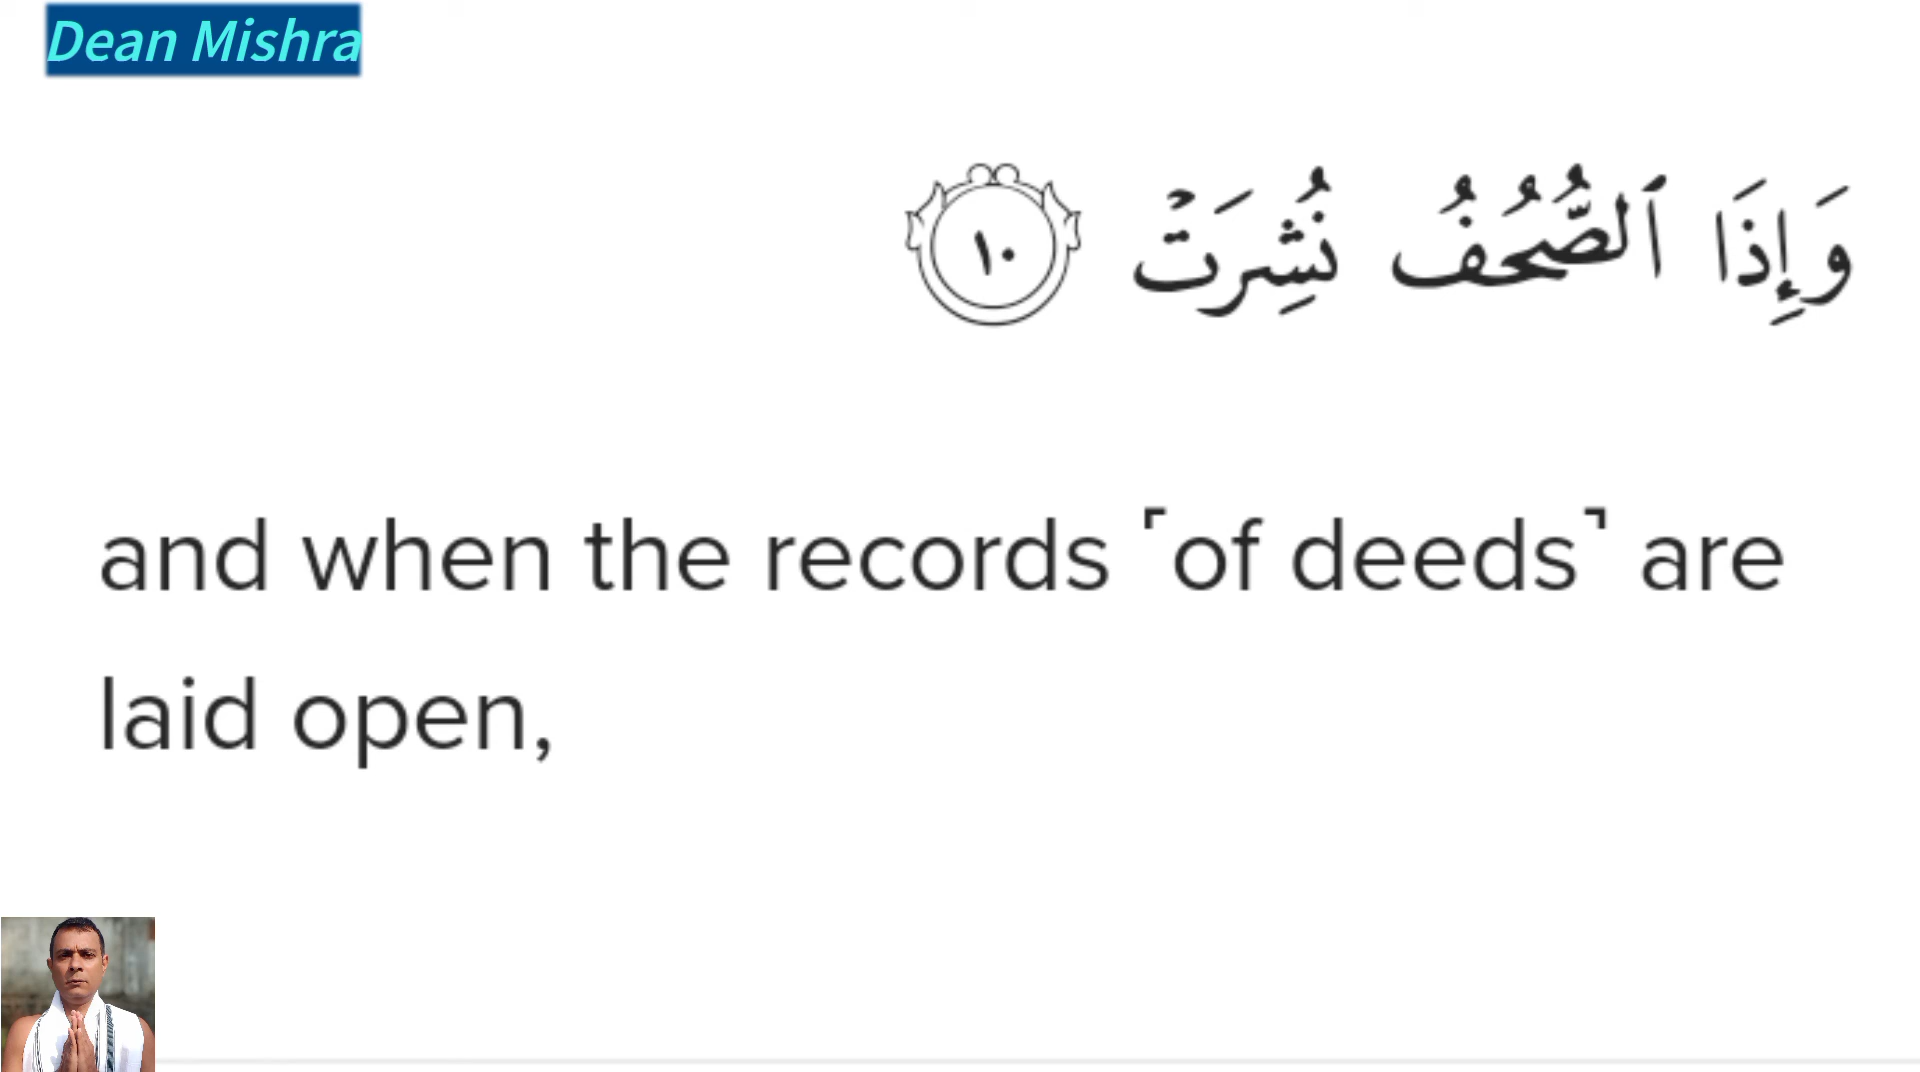 Dean Mishra
وَإِذَا ٱلصُّحُفُ نُشِرَتْ ١٠
and when the records ⸢of deeds⸣ are
laid open,